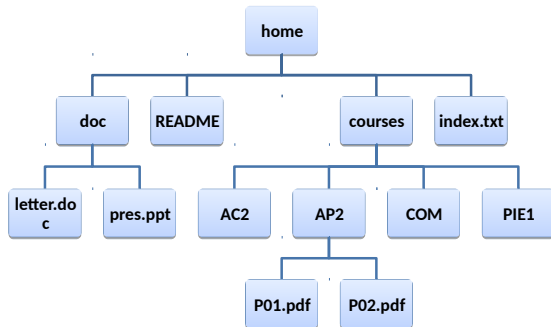 home
doc
README
courses
index.txt
letter.do
c
pres.ppt
AC2
AP2
COM
PIE1
P01.pdf
P02.pdf